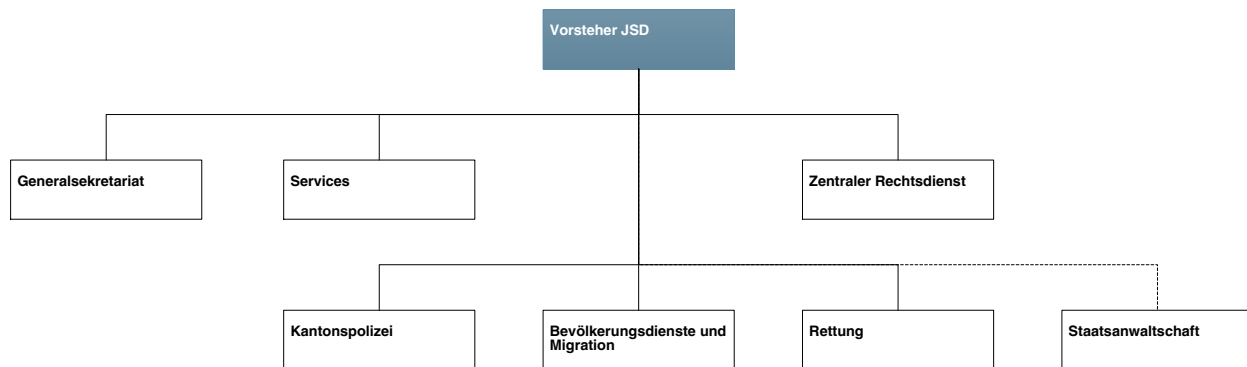 Vorsteher JSD
Generalsekretariat
Services
Zentraler Rechtsdienst
Kantonspolizei
Bevölkerungsdienste und
Migration
Rettung
Staatsanwaltschaft